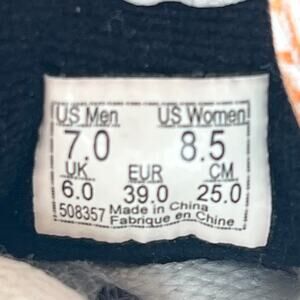 US Men US Women
7.0 8.5
UK EUR CM
6.0 39.0 25.0
508357 Made in China
Fabrique en Chine